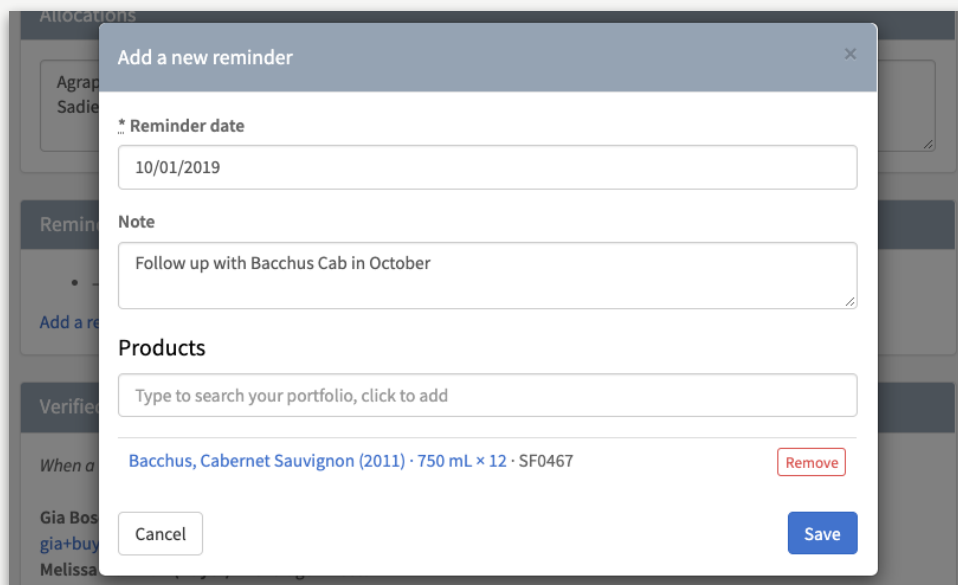 Allocations
Add a new reminder
×
Agrap
Sadie
* Reminder date
10/01/2019
Remin
Note
Follow up with Bacchus Cab in October
Add a re
Products
Type to search your portfolio, click to add
Verified
When a
Bacchus, Cabernet Sauvignon (2011) · 750 mL × 12 · SF0467
Remove
Gia Bos
gia+buy
Cancel
Save
Melissa